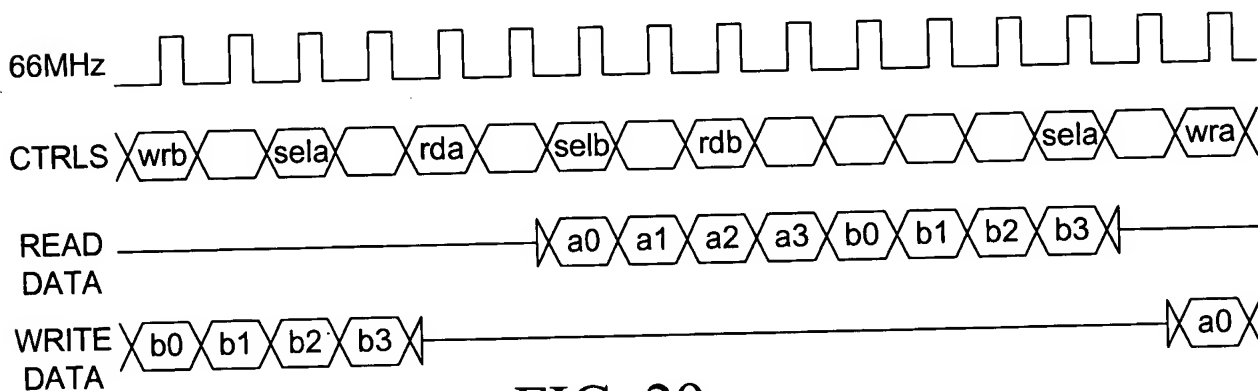 66MHz
CTRLS wrb sela rda selb rdb sela wra
READ DATA a0 a1 a2 a3 b0 b1 b2 b3
WRITE DATA b0 b1 b2 b3 a0